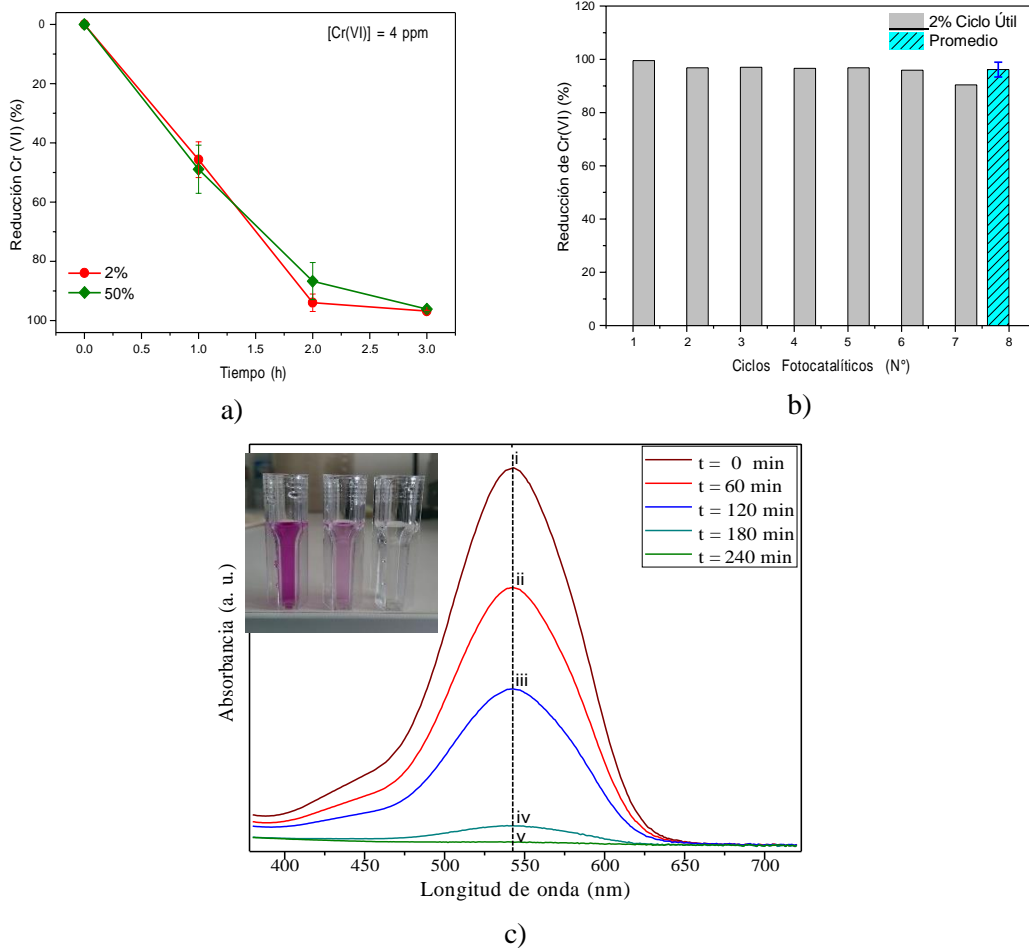 [Cr(VI)] = 4 ppm
Reducción Cr (VI) (%)
0
20
40
60
80
100
2%
50%
0.0 0.5 1.0 1.5 2.0 2.5 3.0
Tiempo (h)
a)
2% Ciclo Útil
Promedio
Reducción de Cr(VI) (%)
120
100
80
60
40
20
0
1 2 3 4 5 6 7 8
Ciclos Fotocatalíticos (N°)
b)
t = 0 min
t = 60 min
t = 120 min
t = 180 min
t = 240 min
i
ii
iii
iv
v
Absorbancia (a. u.)
400 450 500 550 600 650 700
Longitud de onda (nm)
c)